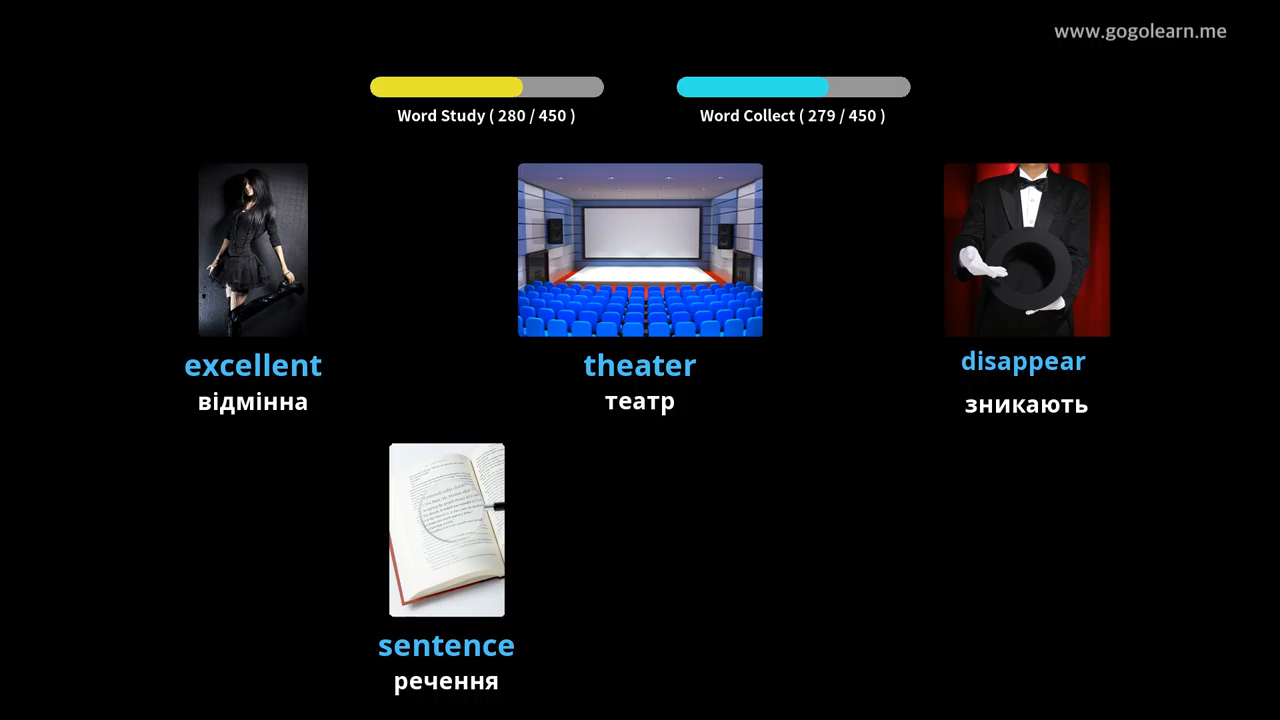 www.gogolearn.me
Word Study ( 280 / 450 )
Word Collect ( 279 / 450 )
excellent
відмінна
theater
театр
disappear
зникають
sentence
речення